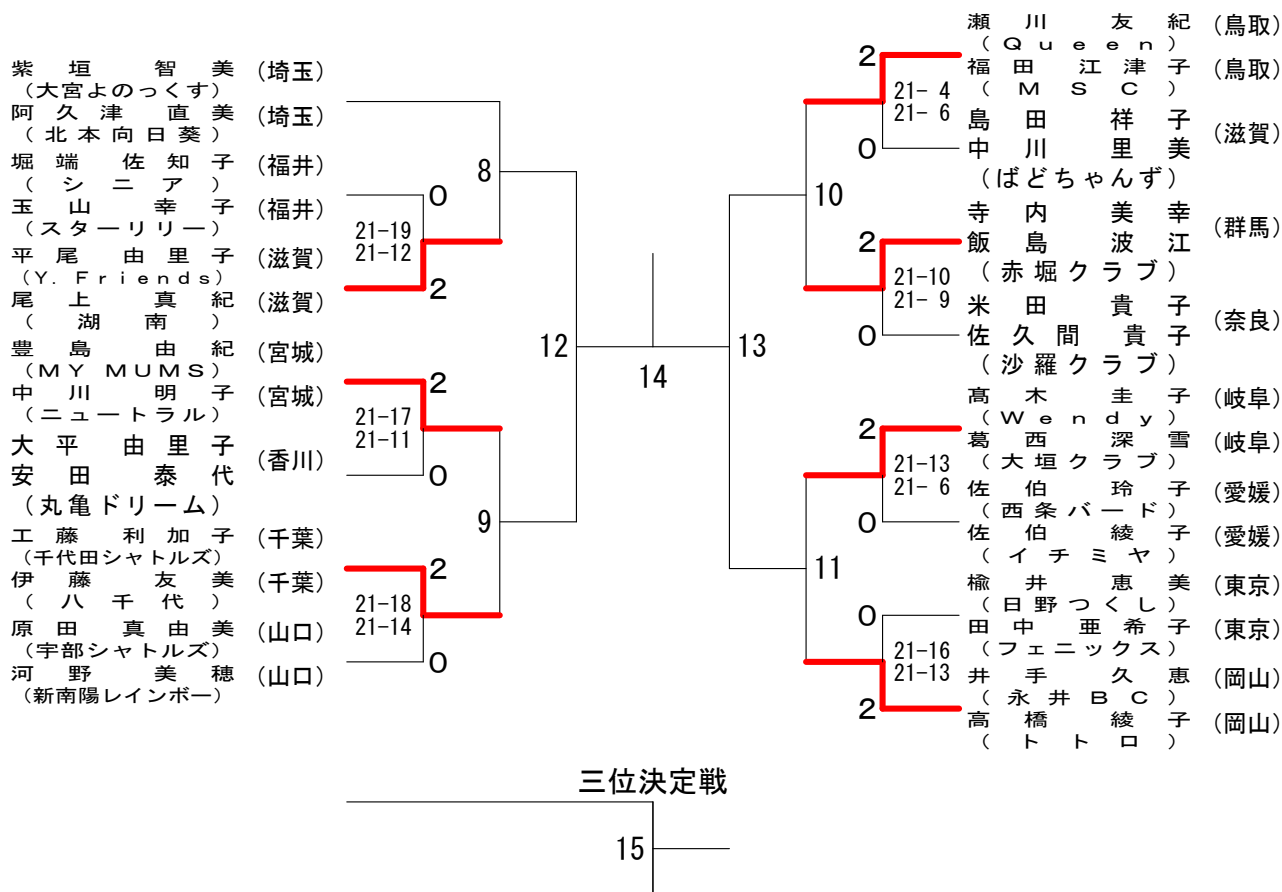 紫垣 智美 (埼玉)
(大宮よのっくす)
阿久津 直美 (埼玉)
(北本向日葵)
堀端 佐知子 (福井)
(シニア)
玉山 幸子 (福井)
(スターリリー)
平尾 由里子 (滋賀)
(Y. Friends)
尾上 真紀 (滋賀)
(湖南)
豊島 由紀 (宮城)
(MY MUMS)
中川 明子 (宮城)
(ニュートラル)
大平 由里子
安田 泰代
(香川)
(丸亀ドリーム)
工藤 利加子 (千葉)
(千代田シャトルズ)
伊藤 友美 (千葉)
(八千代)
原田 真由美 (山口)
(宇部シャトルズ)
河野 美穂 (山口)
(新南陽レインボー)
0
21-19
21-12
2
8
2
21-17
21-11
0
9
2
21-18
21-14
0
12
14
13
10
11
2
21- 4
21- 6
0
2
21-10
21- 9
0
2
21-13
21- 6
0
0
21-16
21-13
2
瀬川 友紀 (鳥取)
(Queen)
福田 江津子 (鳥取)
(MSC)
島田 祥子
中川 里美
(滋賀)
(ばどちゃんず)
寺内 美幸
飯島 波江
(群馬)
(赤堀クラブ)
米田 貴子
佐久間 貴子
(奈良)
(沙羅クラブ)
髙木 圭子 (岐阜)
(Wendy)
葛西 深雪 (岐阜)
(大垣クラブ)
佐伯 玲子 (愛媛)
(西条バード)
佐伯 綾子 (愛媛)
(イチミヤ)
楡井 恵美 (東京)
(日野つくし)
田中 亜希子 (東京)
(フェニックス)
井手 久恵 (岡山)
(永井BC)
高橋 綾子 (岡山)
(トトロ)
三位決定戦
15